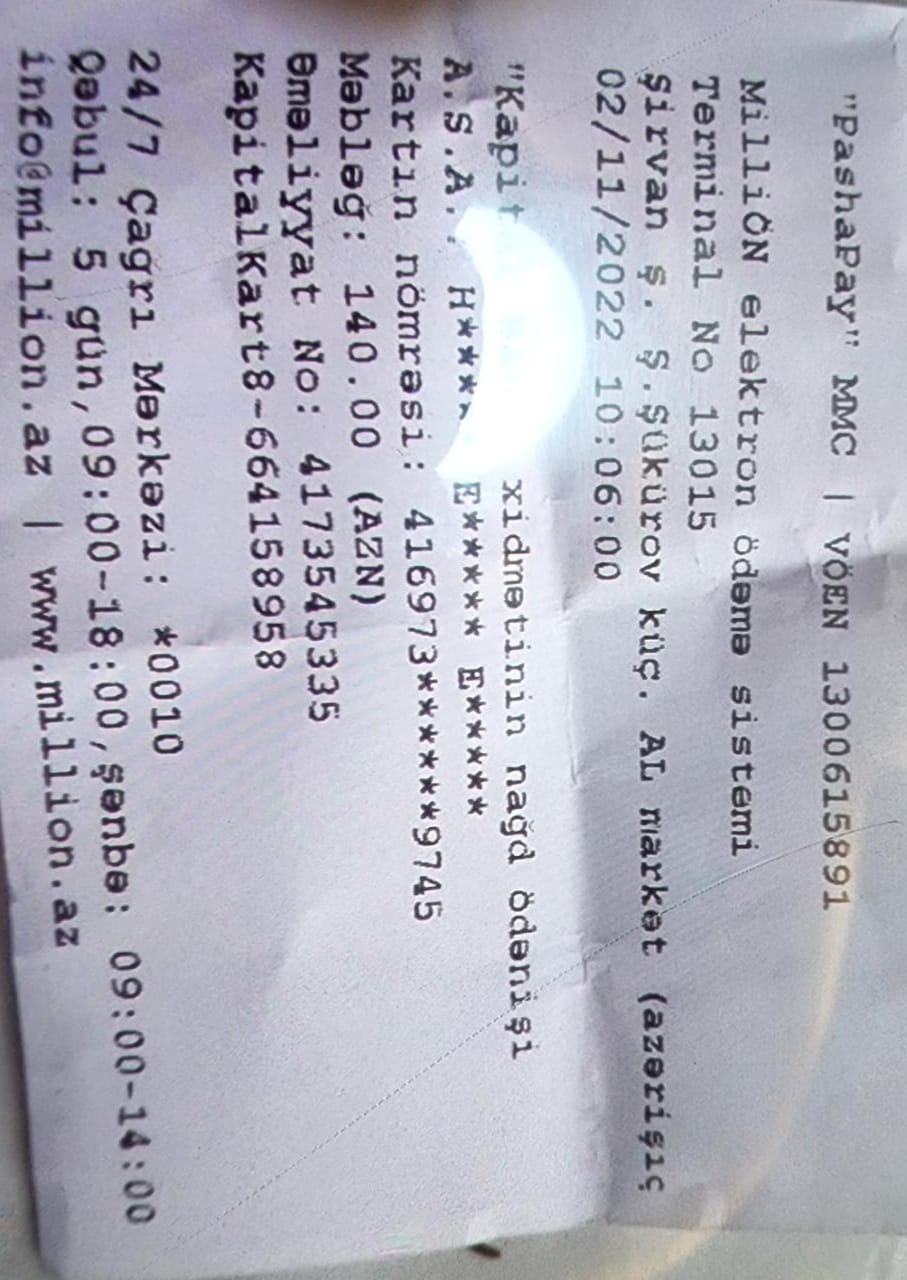 "PashaPay" MMC | VÖEN 1300615891
MilliÖN elektron ödəmə sistemi
Terminal No 13015
Şirvan ş. Ş.Şükürov küç. AL market (azərişıç
02/11/2022 10:06:00
xidmətinin nağd ödənişi
A.S.A.: H**** E***** E*****
Kartın nömrəsi: 416973******9745
Məbləğ: 140.00 (AZN)
Əməliyyat No: 4173545335
KapitalKart8-664158958
24/7 Çağrı Mərkəzi: *0010
Qəbul: 5 gün,09:00-18:00,şənbə: 09:00-14:00
info@million.az | www.million.az